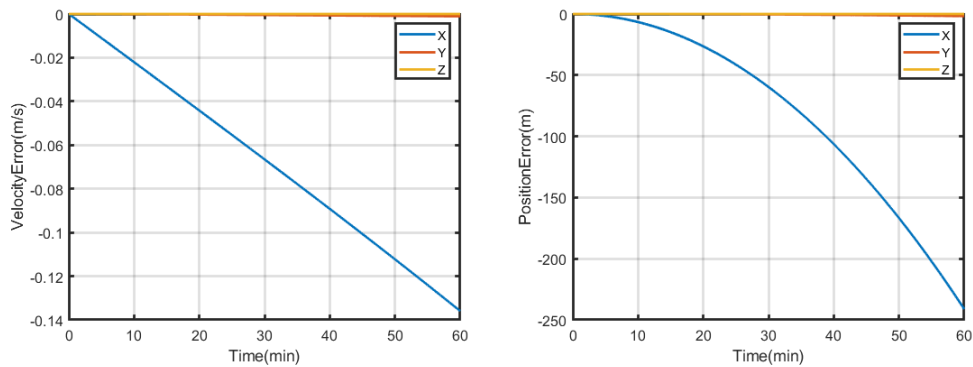 0
-0.02
-0.04
-0.06
-0.08
-0.1
-0.12
-0.14
VelocityError(m/s)
X
Y
Z
0 10 20 30 40 50 60
Time(min)
0
-50
-100
-150
-200
-250
PositionError(m)
X
Y
Z
0 10 20 30 40 50 60
Time(min)